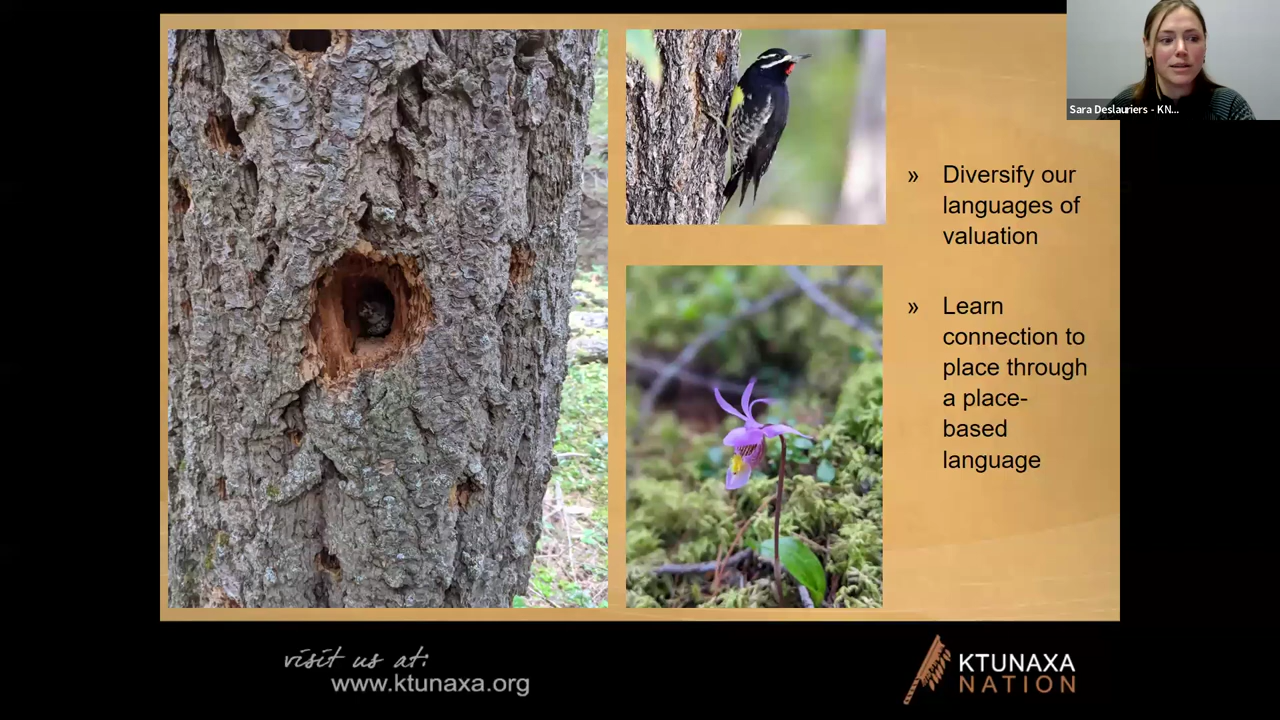 Sara Deslauriers - KN...
» Diversify our
languages of
valuation
» Learn
connection to
place through
a place-
based
language
visit us at:
www.ktunaxa.org
KTUNAXA
NATION